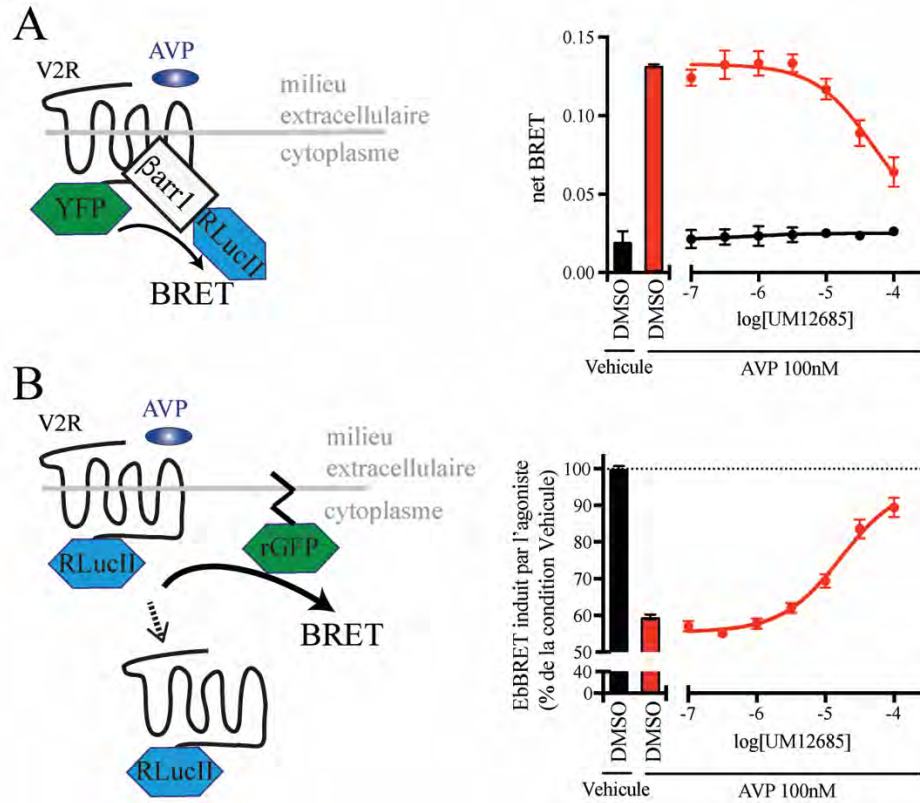 A
AVP
V2R
milieu
extracellulaire
cytoplasme
βarr1
YFP
RLucII
BRET
net BRET
0.15
0.10
0.05
0.00
DMSO
DMSO
-7
-6
-5
-4
log[UM12685]
Vehicule
AVP 100nM
B
AVP
V2R
milieu
extracellulaire
cytoplasme
RLucII
rGFP
BRET
RLucII
EbBRET induit par l'agoniste
(% de la condition Vehicule)
100
90
80
70
60
50
40
0
DMSO
DMSO
-7
-6
-5
-4
log[UM12685]
Vehicule
AVP 100nM